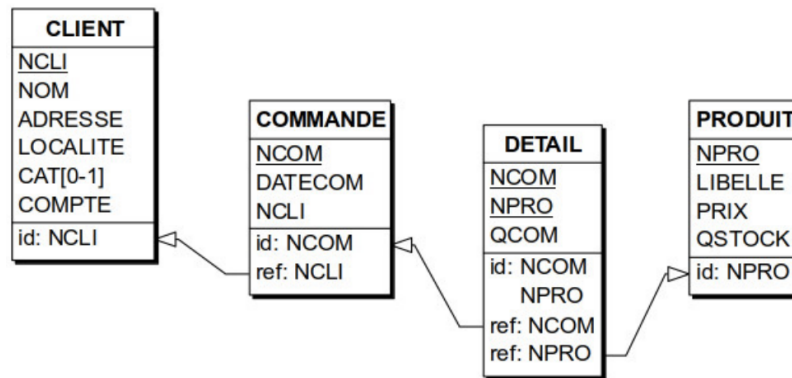 CLIENT
NCLI
NOM
ADRESSE
LOCALITE
CAT[0-1]
COMPTE
id: NCLI
COMMANDE
NCOM
DATECOM
NCLI
id: NCOM
ref: NCLI
DETAIL
NCOM
NPRO
QCOM
id: NCOM
NPRO
ref: NCOM
ref: NPRO
PRODUIT
NPRO
LIBELLE
PRIX
QSTOCK
id: NPRO